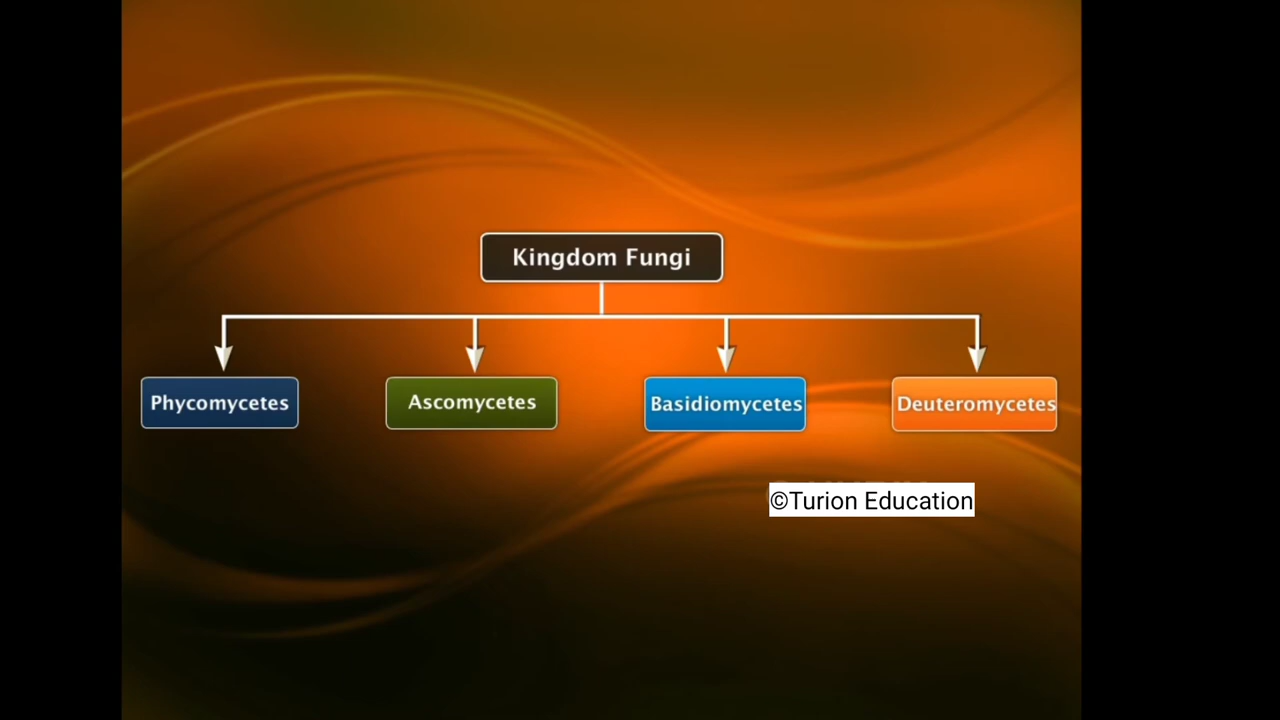 Kingdom Fungi
Phycomycetes
Ascomycetes
Basidiomycetes
Deuteromycetes
©Turion Education